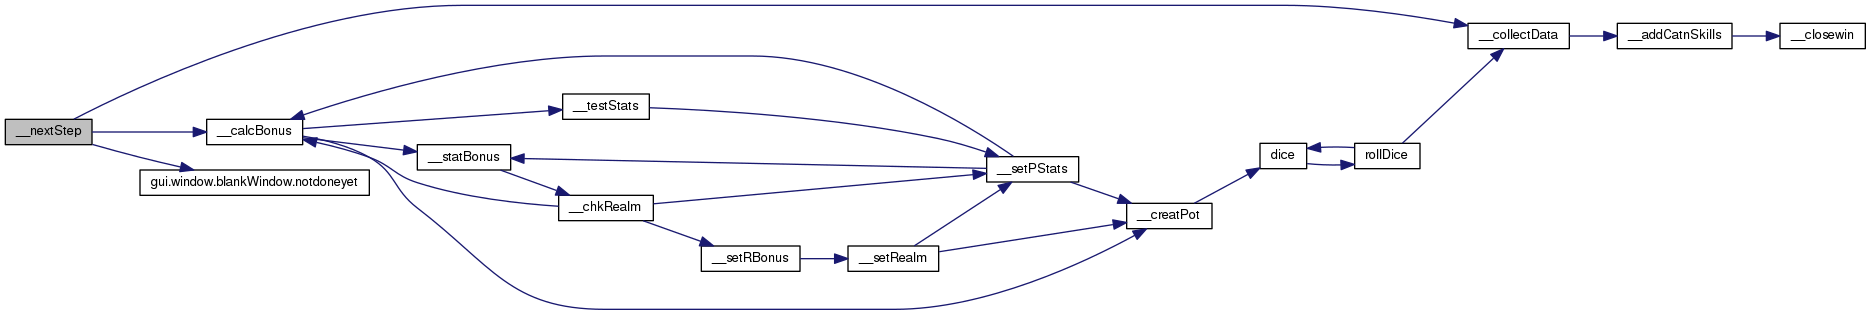 __nextStep
__calcBonus
gui.window.blankWindow.notdoneyet
__testStats
__statBonus
__chkRealm
__setRBonus
__setRealm
__setPStats
__creatPot
dice
rollDice
__collectData
__addCatnSkills
__closewin